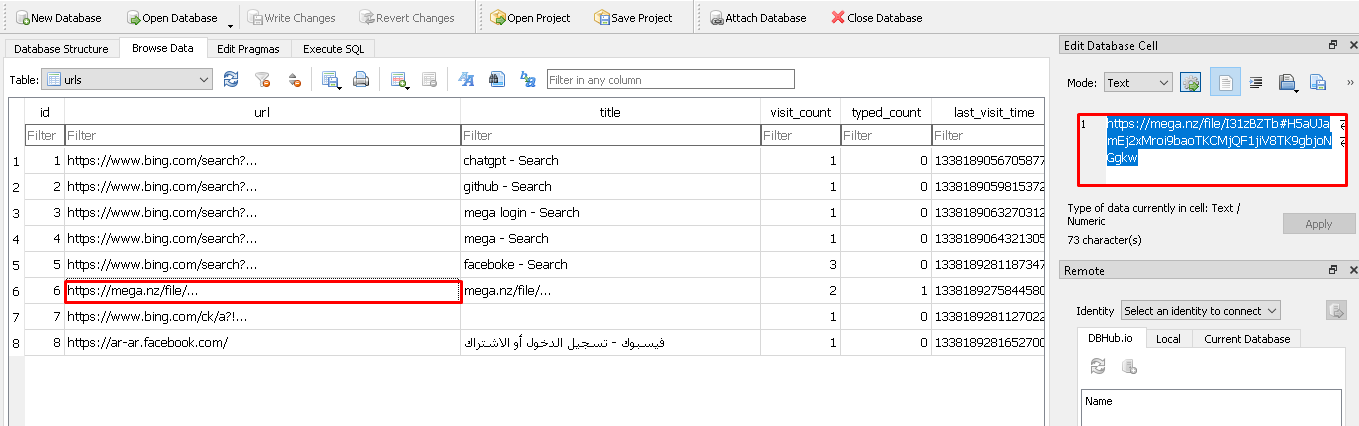 New Database Open Database Write Changes Revert Changes Open Project Save Project Attach Database Close Database
Database Structure Browse Data Edit Pragmas Execute SQL
Table: urls Filter in any column
id url title visit_count typed_count last_visit_time
Filter Filter Filter Filter Filter Filter
1 1 https://www.bing.com/search?... chatgpt - Search 1 0 1338189056705877
2 2 https://www.bing.com/search?... github - Search 1 0 1338189059815372
3 3 https://www.bing.com/search?... mega login - Search 1 0 1338189063270312
4 4 https://www.bing.com/search?... mega - Search 1 0 1338189064321305
5 5 https://www.bing.com/search?... faceboke - Search 3 0 1338189281187347
6 6 https://mega.nz/file/... mega.nz/file/... 2 1 1338189275844580
7 7 https://www.bing.com/ck/a?!... 1 0 1338189281127022
8 8 https://ar-ar.facebook.com/ فيسبوك - تسجيل الدخول أو الاشتراك 1 0 1338189281652700
Edit Database Cell
Mode: Text
1 https://mega.nz/file/I31zBZTb#H5aUJa
mEj2xMroi9baoTKCMjQF1jiV8TK9gbjoN
Ggkw
Type of data currently in cell: Text /
Numeric
73 character(s)
Apply
Remote
Identity Select an identity to connect
DBHub.io Local Current Database
Name